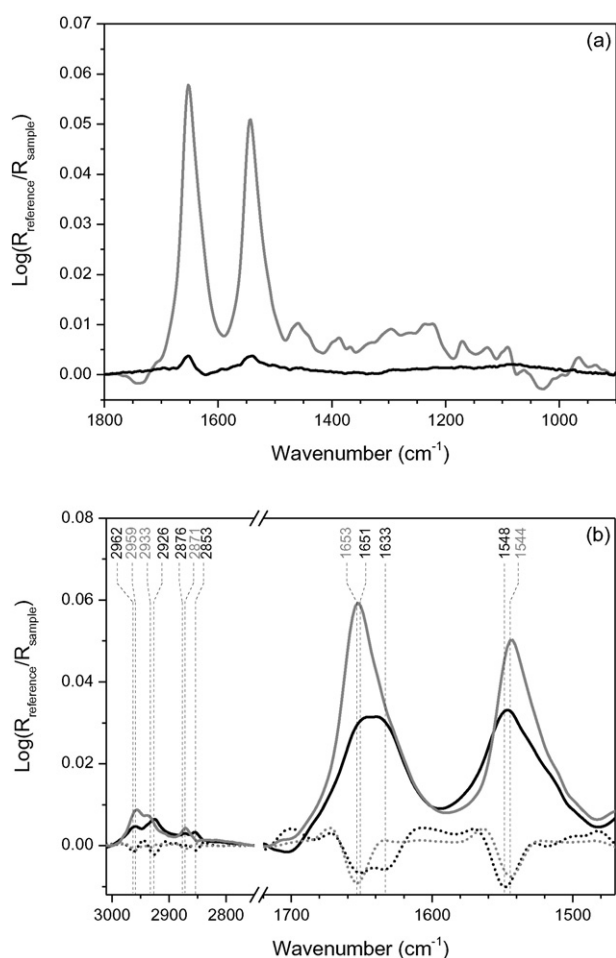 (a)
Log(R_reference/R_sample)
0.07
0.06
0.05
0.04
0.03
0.02
0.01
0.00
1800 1600 1400 1200 1000
Wavenumber (cm⁻¹)
(b)
Log(R_reference/R_sample)
0.08
0.06
0.04
0.02
0.00
2962 2959 2933 2926 2876 2871 2853 1653 1651 1633 1548 1544
3000 2900 2800 1700 1600 1500
Wavenumber (cm⁻¹)